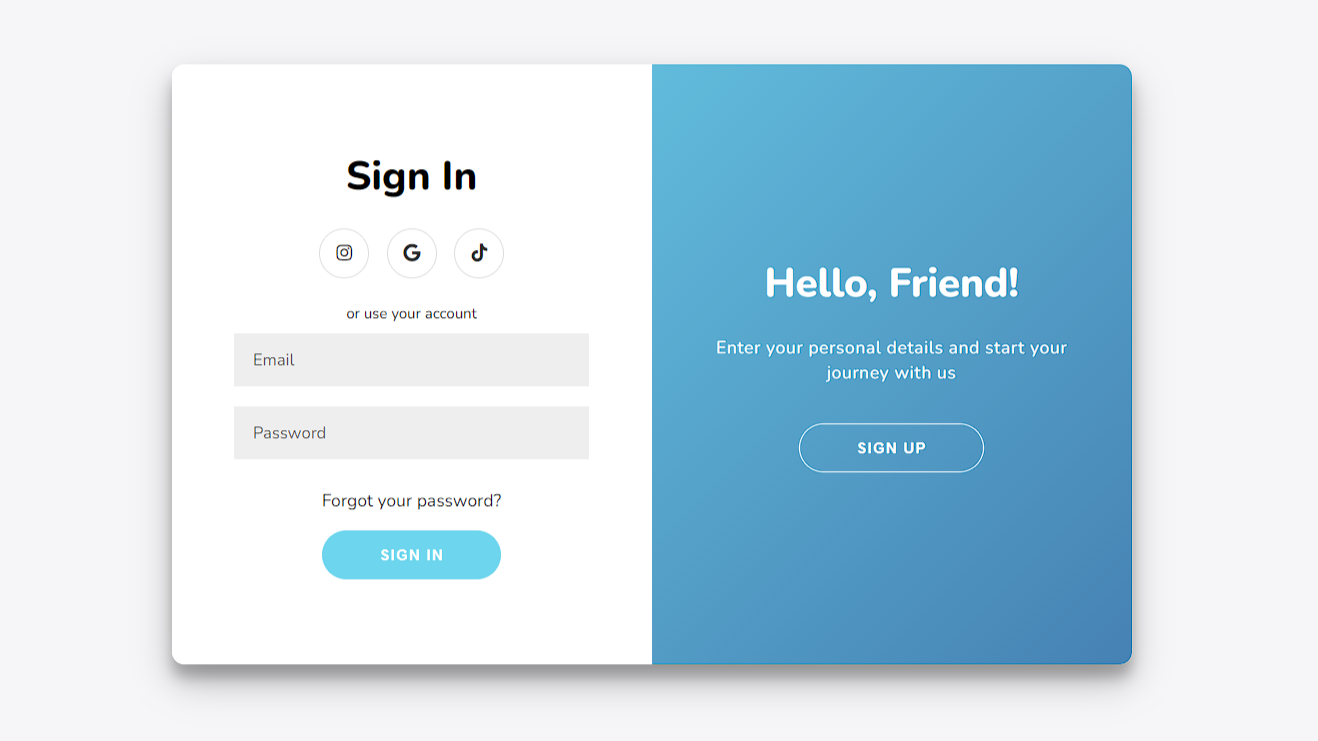 Sign In
or use your account
Email
Password
Forgot your password?
SIGN IN
Hello, Friend!
Enter your personal details and start your
journey with us
SIGN UP